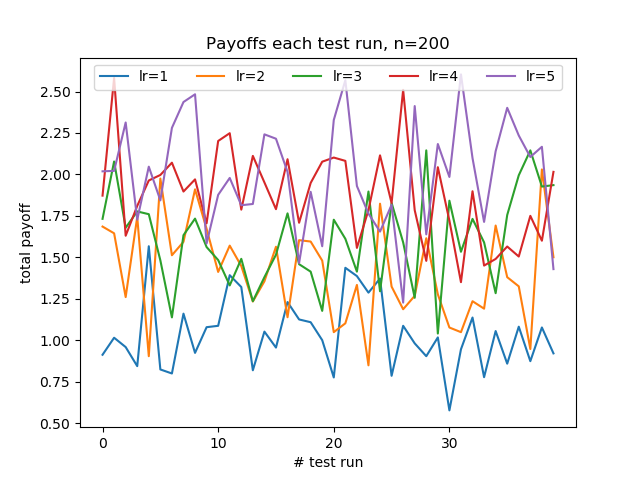 Payoffs each test run, n=200
lr=1 lr=2 lr=3 lr=4 lr=5
2.50
2.25
2.00
1.75
1.50
1.25
1.00
0.75
0.50
total payoff
0 10 20 30
# test run